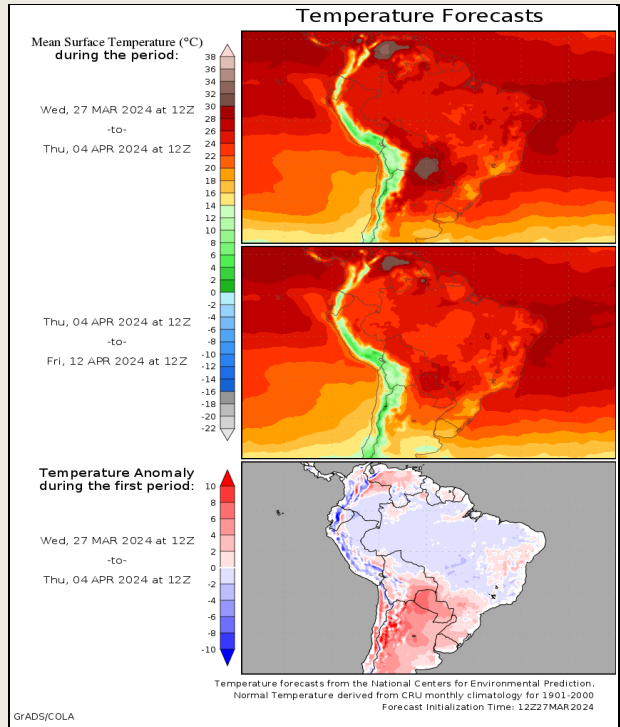 Temperature Forecasts
Mean Surface Temperature (°C)
during the period:
Wed, 27 MAR 2024 at 12Z
-to-
Thu, 04 APR 2024 at 12Z
38
36
34
32
30
28
26
24
22
20
18
16
14
12
10
8
6
4
2
0
-2
-4
-6
-8
-10
-12
-14
-16
-18
-20
-22
Thu, 04 APR 2024 at 12Z
-to-
Fri, 12 APR 2024 at 12Z
Temperature Anomaly
during the first period:
Wed, 27 MAR 2024 at 12Z
-to-
Thu, 04 APR 2024 at 12Z
10
8
6
4
2
0
-2
-4
-6
-8
-10
Temperature forecasts from the National Centers for Environmental Prediction.
Normal Temperature derived from CRU monthly climatology for 1901-2000
Forecast Initialization Time: 12Z27MAR2024
GrADS/COLA